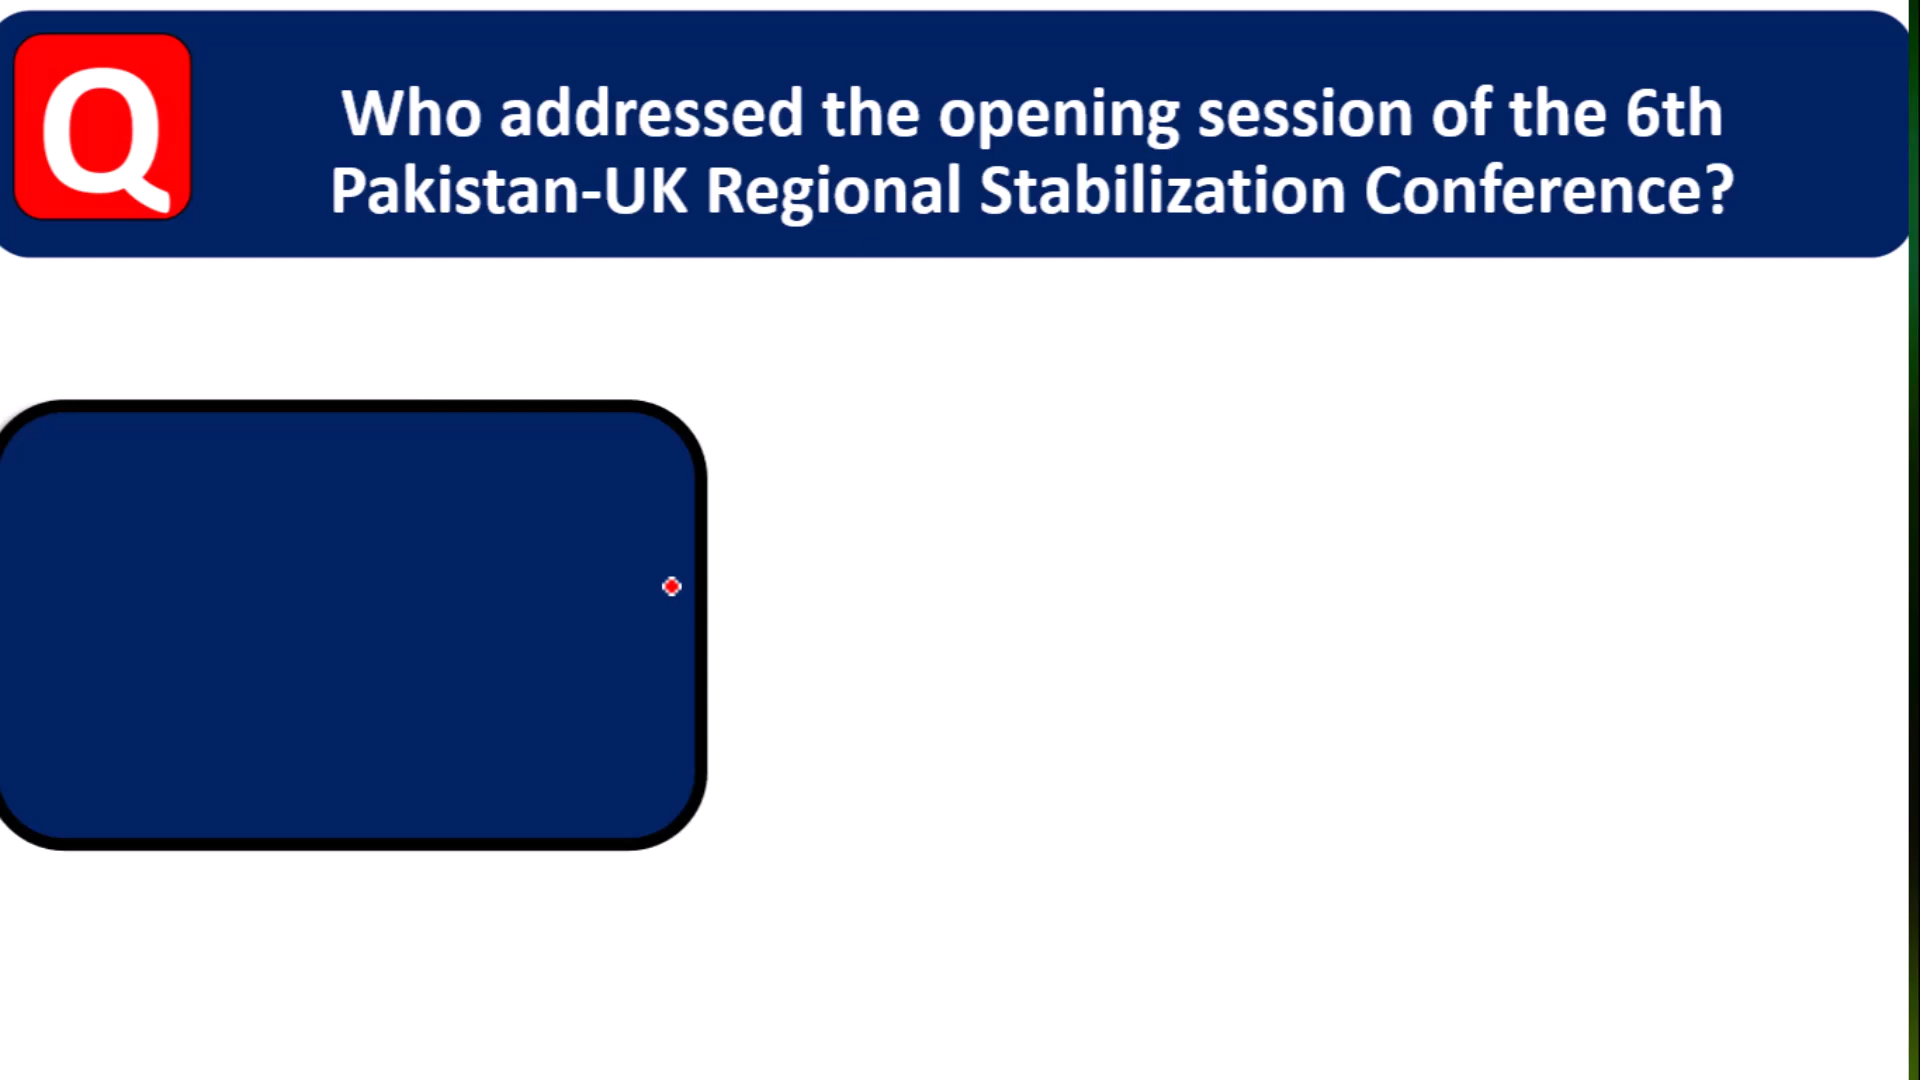 Q
Who addressed the opening session of the 6th
Pakistan-UK Regional Stabilization Conference?